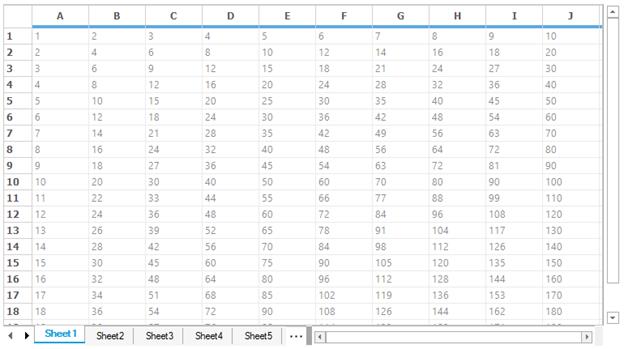 A B C D E F G H I J
1 1 2 3 4 5 6 7 8 9 10
2 2 4 6 8 10 12 14 16 18 20
3 3 6 9 12 15 18 21 24 27 30
4 4 8 12 16 20 24 28 32 36 40
5 5 10 15 20 25 30 35 40 45 50
6 6 12 18 24 30 36 42 48 54 60
7 7 14 21 28 35 42 49 56 63 70
8 8 16 24 32 40 48 56 64 72 80
9 9 18 27 36 45 54 63 72 81 90
10 10 20 30 40 50 60 70 80 90 100
11 11 22 33 44 55 66 77 88 99 110
12 12 24 36 48 60 72 84 96 108 120
13 13 26 39 52 65 78 91 104 117 130
14 14 28 42 56 70 84 98 112 126 140
15 15 30 45 60 75 90 105 120 135 150
16 16 32 48 64 80 96 112 128 144 160
17 17 34 51 68 85 102 119 136 153 170
18 18 36 54 72 90 108 126 144 162 180
Sheet1 Sheet2 Sheet3 Sheet4 Sheet5 ...